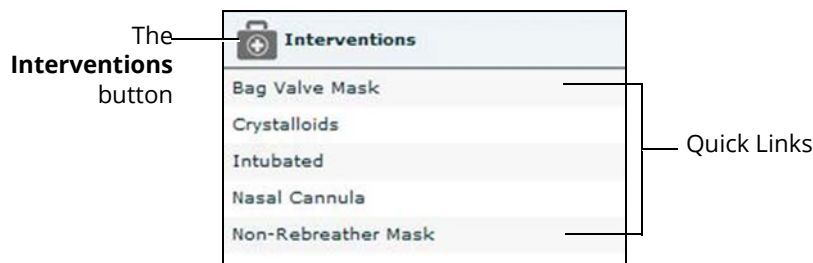 The
Interventions
button
Interventions
Bag Valve Mask
Crystalloids
Intubated
Nasal Cannula
Non-Rebreather Mask
Quick Links